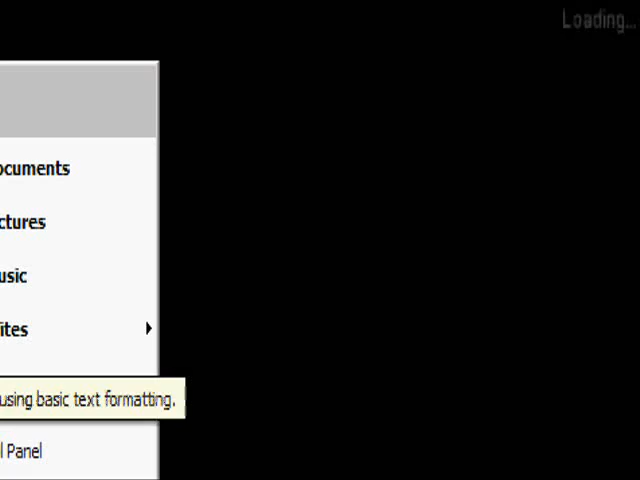 Loading...
ocuments
ctures
usic
ites
using basic text formatting.
l Panel